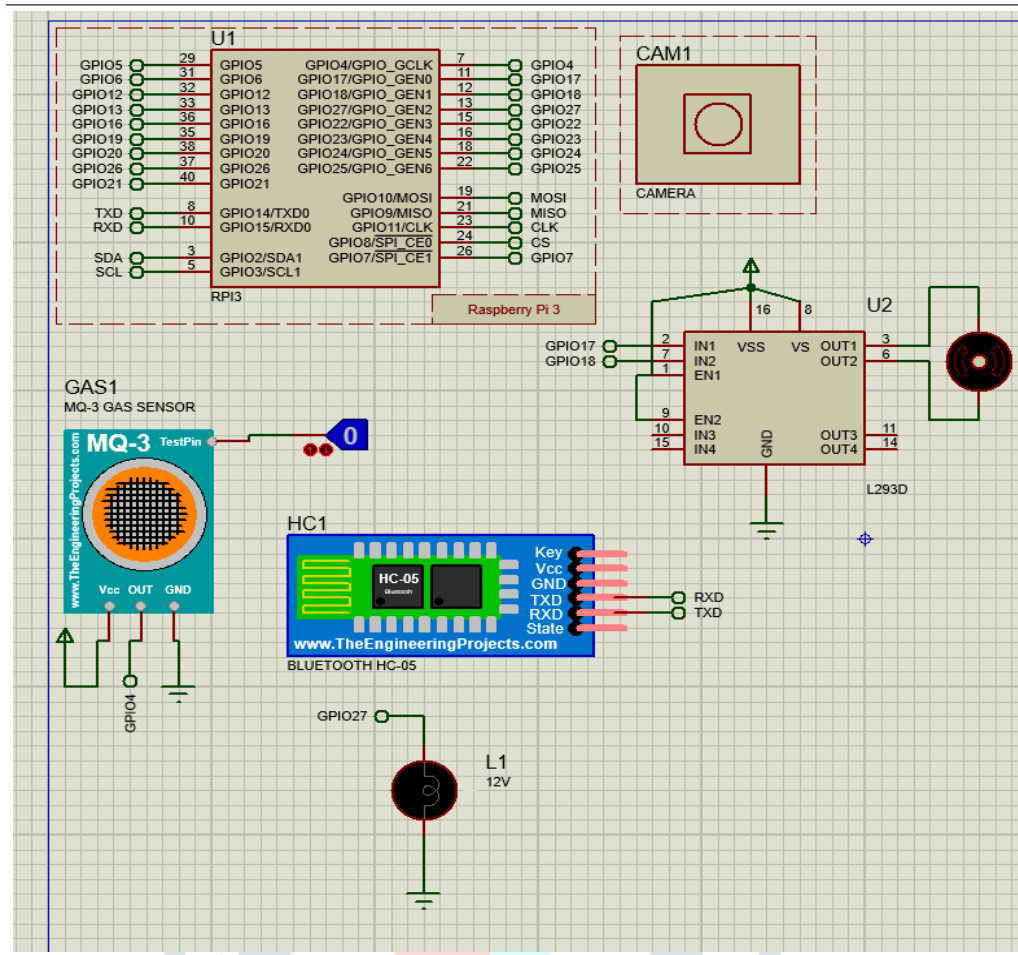 U1
GPIO5 29 GPIO5 GPIO4/GPIO_GCLK 7 GPIO4
GPIO6 31 GPIO6 GPIO17/GPIO_GEN0 11 GPIO17
GPIO12 32 GPIO12 GPIO18/GPIO_GEN1 12 GPIO18
GPIO13 33 GPIO13 GPIO27/GPIO_GEN2 13 GPIO27
GPIO16 36 GPIO16 GPIO22/GPIO_GEN3 15 GPIO22
GPIO19 35 GPIO19 GPIO23/GPIO_GEN4 16 GPIO23
GPIO20 38 GPIO20 GPIO24/GPIO_GEN5 18 GPIO24
GPIO26 37 GPIO26 GPIO25/GPIO_GEN6 22 GPIO25
GPIO21 40 GPIO21
GPIO10/MOSI 19 MOSI
TXD 8 GPIO14/TXD0 GPIO9/MISO 21 MISO
RXD 10 GPIO15/RXD0 GPIO11/CLK 23 CLK
GPIO8/SPI_CE0 24 CS
SDA 3 GPIO2/SDA1 GPIO7/SPI_CE1 26 GPIO7
SCL 5 GPIO3/SCL1
RPI3
Raspberry Pi 3
CAM1
CAMERA
U2
16 8
GPIO17 2 IN1 VSS VS OUT1 3
GPIO18 7 IN2 OUT2 6
1 EN1
9 EN2
10 IN3 OUT3 11
15 IN4 GND OUT4 14
L293D
GAS1
MQ-3 GAS SENSOR
MQ-3 TestPin
0
www.TheEngineeringProjects.com
Vcc OUT GND
GPIO4
HC1
HC-05
Bluetooth
Key
Vcc
GND
TXD RXD
RXD TXD
State
www.TheEngineeringProjects.com
BLUETOOTH HC-05
GPIO27
L1
12V